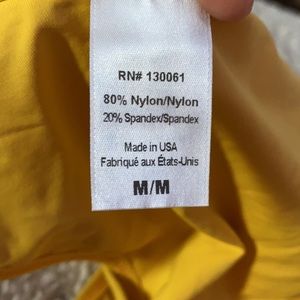 RN# 130061
80% Nylon/Nylon
20% Spandex/Spandex
Made in USA
Fabriqué aux États-Unis
M/M